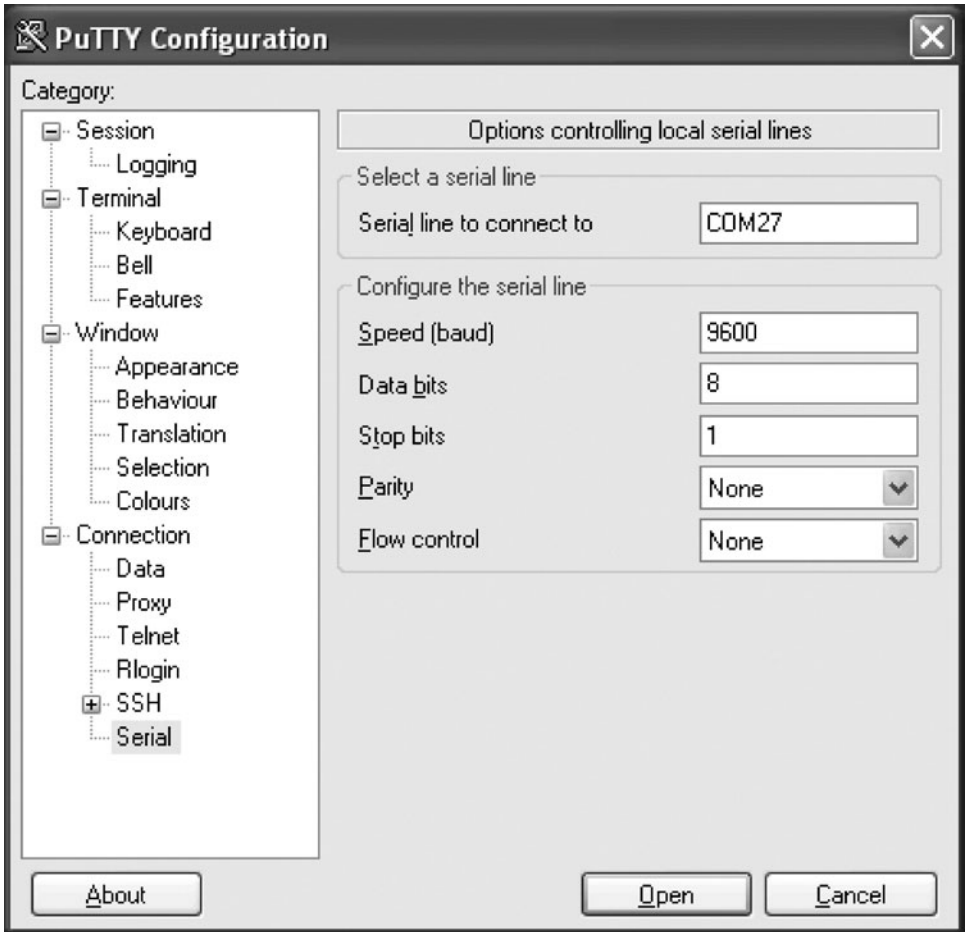 PuTTY Configuration
Category:
Session
Logging
Terminal
Keyboard
Bell
Features
Window
Appearance
Behaviour
Translation
Selection
Colours
Connection
Data
Proxy
Telnet
Rlogin
SSH
Serial
Options controlling local serial lines
Select a serial line
Serial line to connect to COM27
Configure the serial line
Speed (baud) 9600
Data bits 8
Stop bits 1
Parity None
Flow control None
About Open Cancel